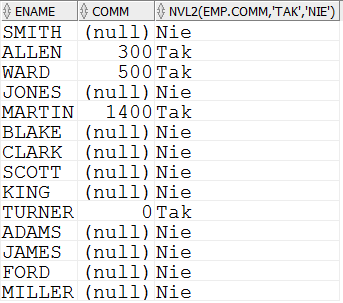 ENAME COMM NVL2(EMP.COMM,'TAK','NIE')
SMITH (null) Nie
ALLEN 300 Tak
WARD 500 Tak
JONES (null) Nie
MARTIN 1400 Tak
BLAKE (null) Nie
CLARK (null) Nie
SCOTT (null) Nie
KING (null) Nie
TURNER 0 Tak
ADAMS (null) Nie
JAMES (null) Nie
FORD (null) Nie
MILLER (null) Nie